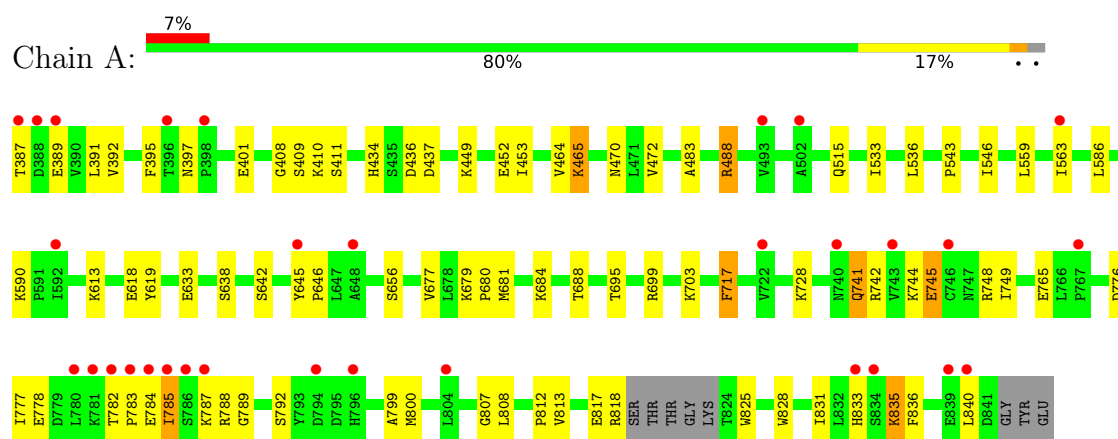 7%
Chain A:
80% 17% • •
T387 D388 E389 V390 L391 V392 F395 T396 N397 P398 E401 G408 S409 K410 S411 H434 S435 D436 D437 K449 E452 I453 V464 K465 N470 L471 V472 A483 R488 V493 A502 Q515 I533 L536 P543 I546 L559 I563 L586
K590 P591 I592 K613 E618 Y619 E633 S638 S642 Y645 P646 L647 A648 S656 V677 L678 K679 P680 M681 K684 T688 T695 R699 K703 F717 V722 K728 N740 Q741 R742 V743 K744 E745 C746 N747 R748 I749 E765 L766 P767
I777 E778 D779 L780 K781 T782 P783 E784 I785 S786 K787 R788 G789 S792 Y793 D794 D795 H796 A799 M800 L804 G807 L808 P812 V813 E817 R818 SER THR THR GLY LYS T824 W825 W828 I831 L832 H833 S834 K835 F836 E839 L840 D841 GLY TYR GLU